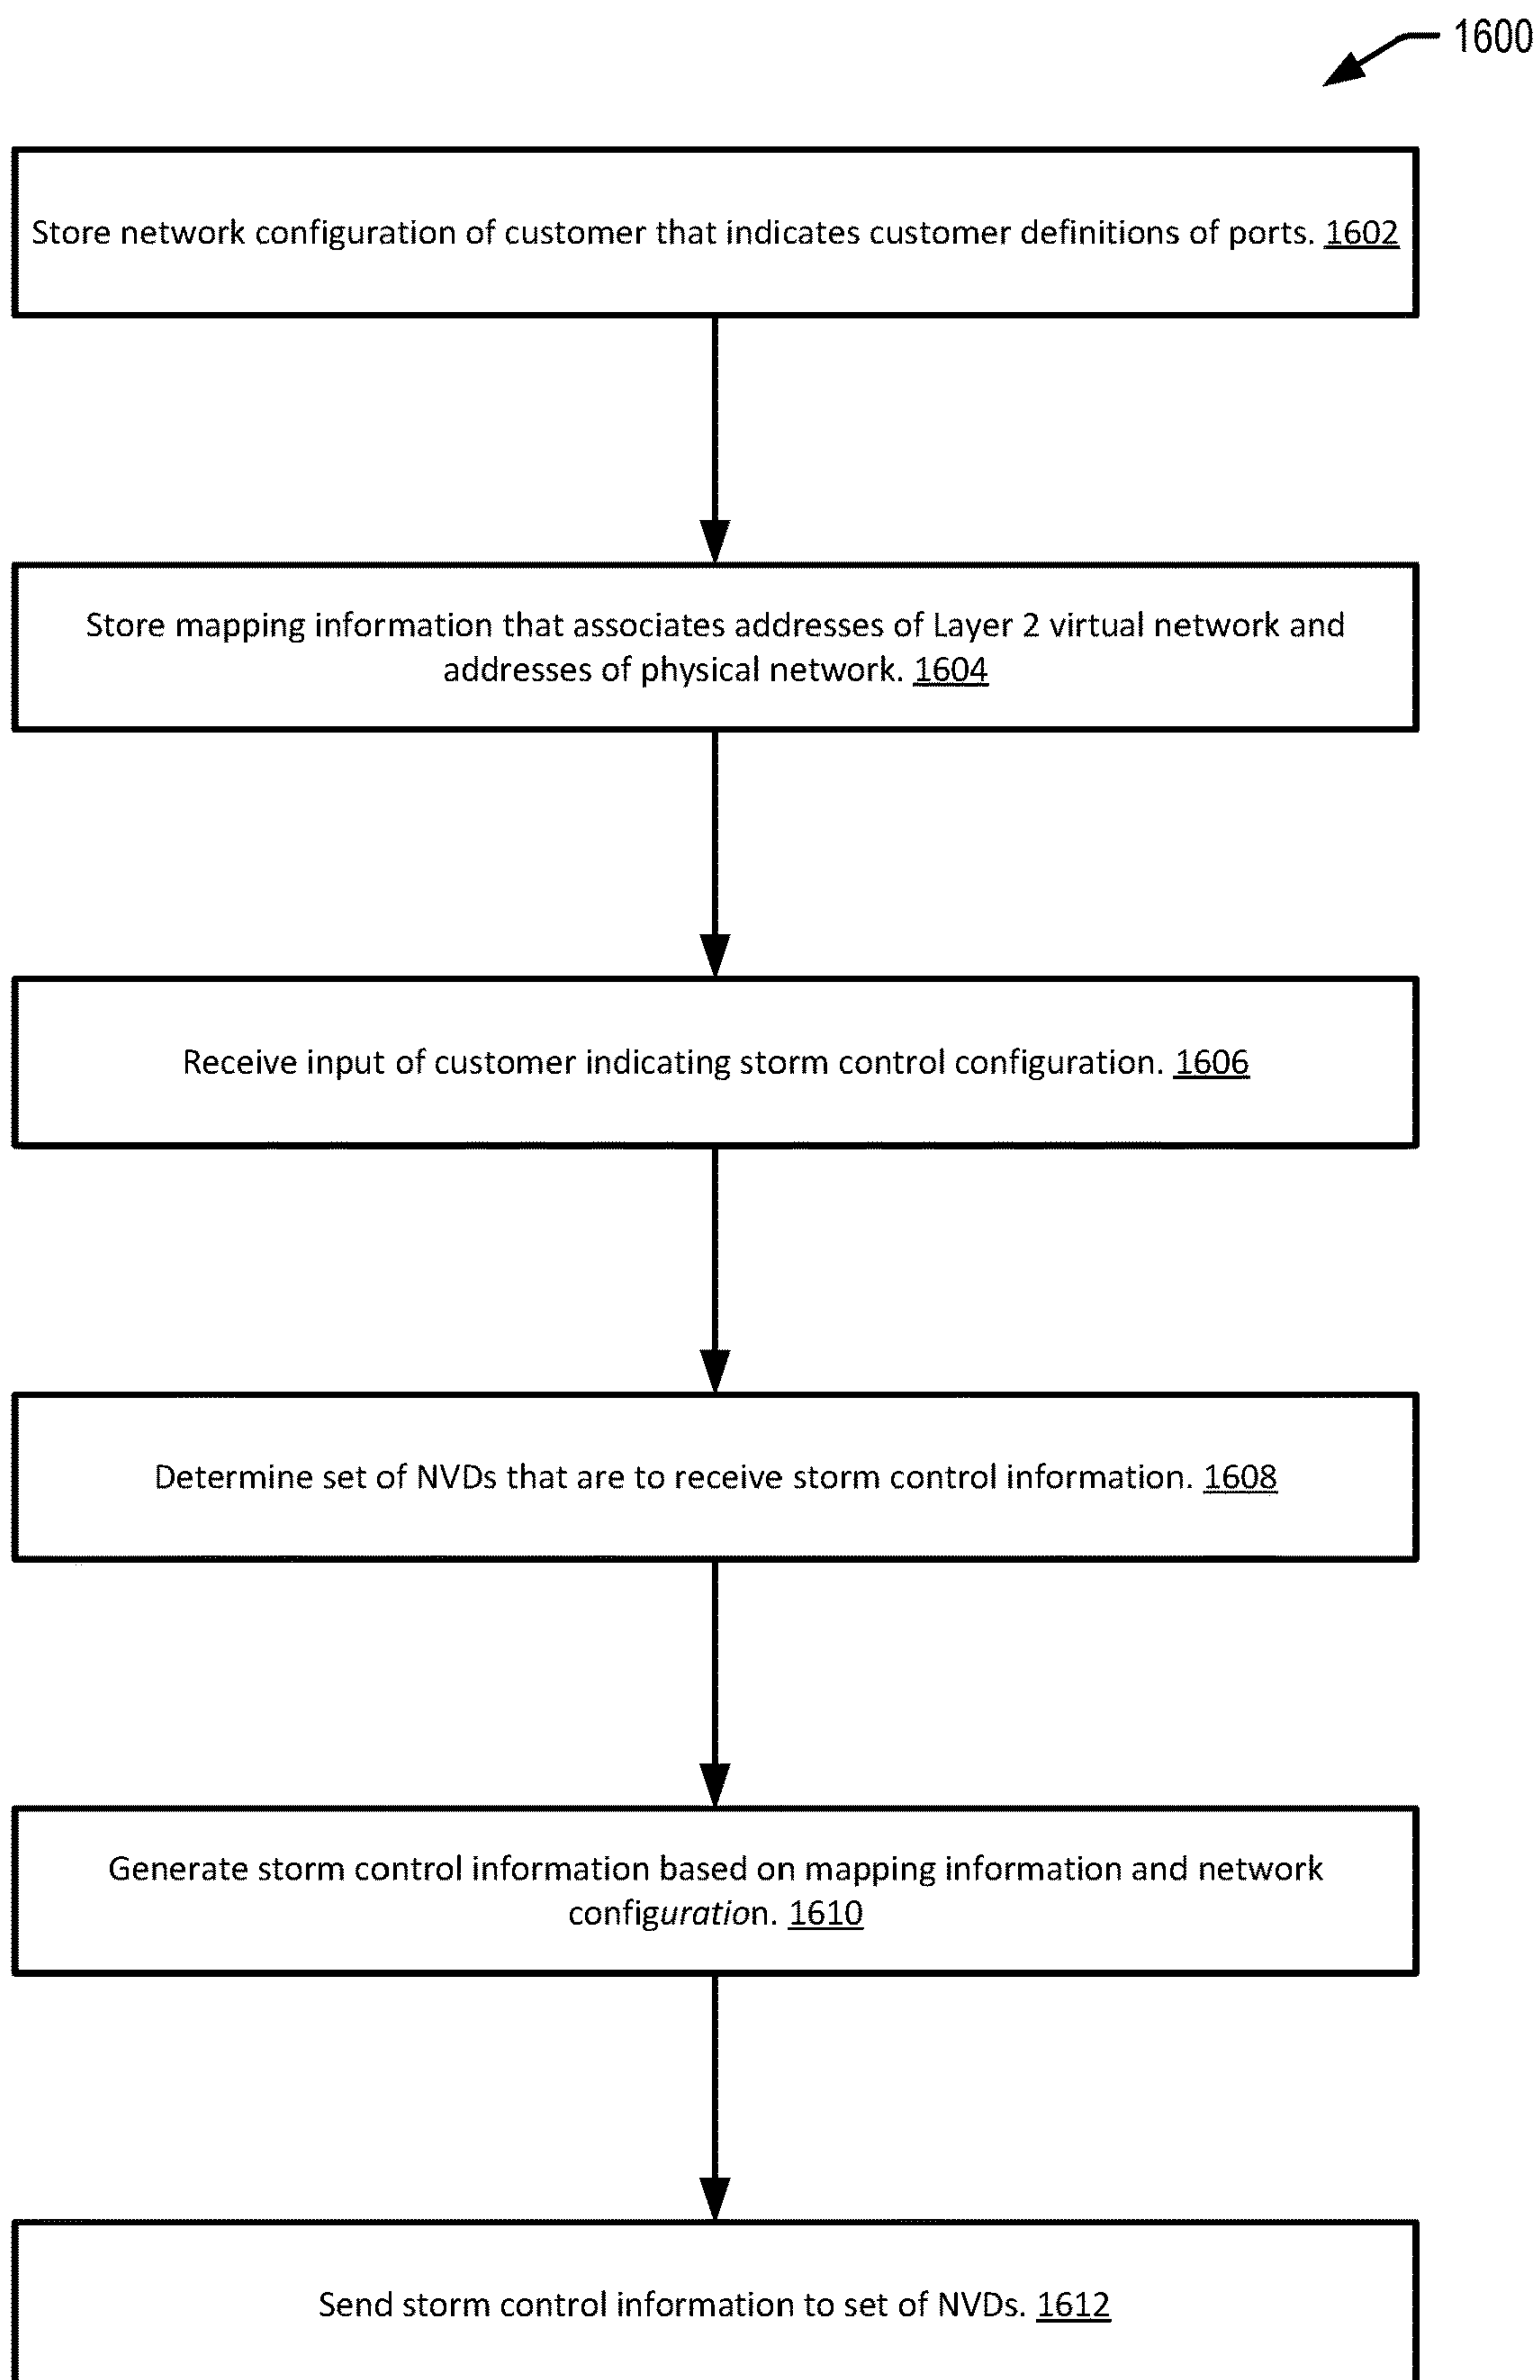 1600
Store network configuration of customer that indicates customer definitions of ports. 1602
Store mapping information that associates addresses of Layer 2 virtual network and
addresses of physical network. 1604
Receive input of customer indicating storm control configuration. 1606
Determine set of NVDs that are to receive storm control information. 1608
Generate storm control information based on mapping information and network
configuration. 1610
Send storm control information to set of NVDs. 1612